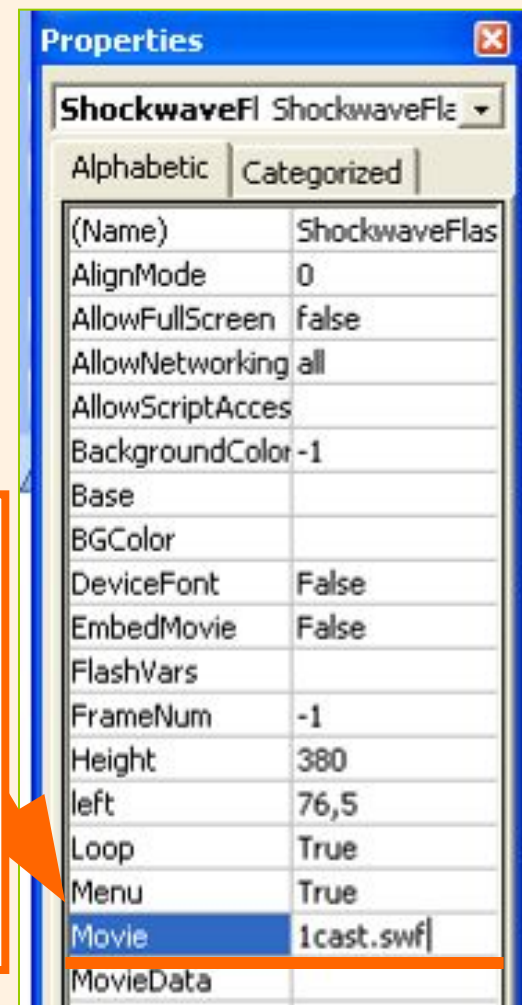 Properties
ShockwaveFl ShockwaveFla
Alphabetic Categorized
(Name) ShockwaveFlas
AlignMode 0
AllowFullScreen false
AllowNetworking all
AllowScriptAcces
BackgroundColor -1
Base
BGColor
DeviceFont False
EmbedMovie False
FlashVars
FrameNum -1
Height 380
left 76,5
Loop True
Menu True
Movie 1cast.swf
MovieData